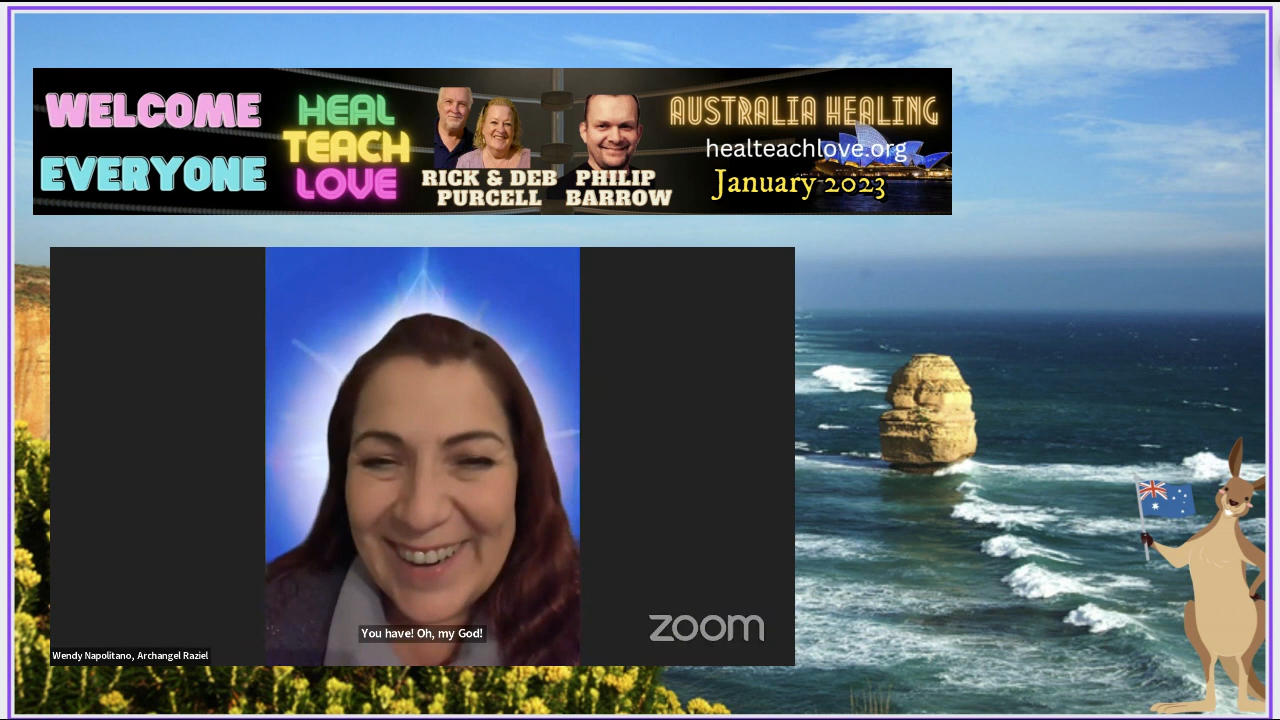 WELCOME
EVERYONE
HEAL
TEACH
LOVE
RICK & DEB
PURCELL
PHILIP
BARROW
AUSTRALIA HEALING
healteachlove.org
January 2023
You have! Oh, my God!
zoom
Wendy Napolitano, Archangel Raziel